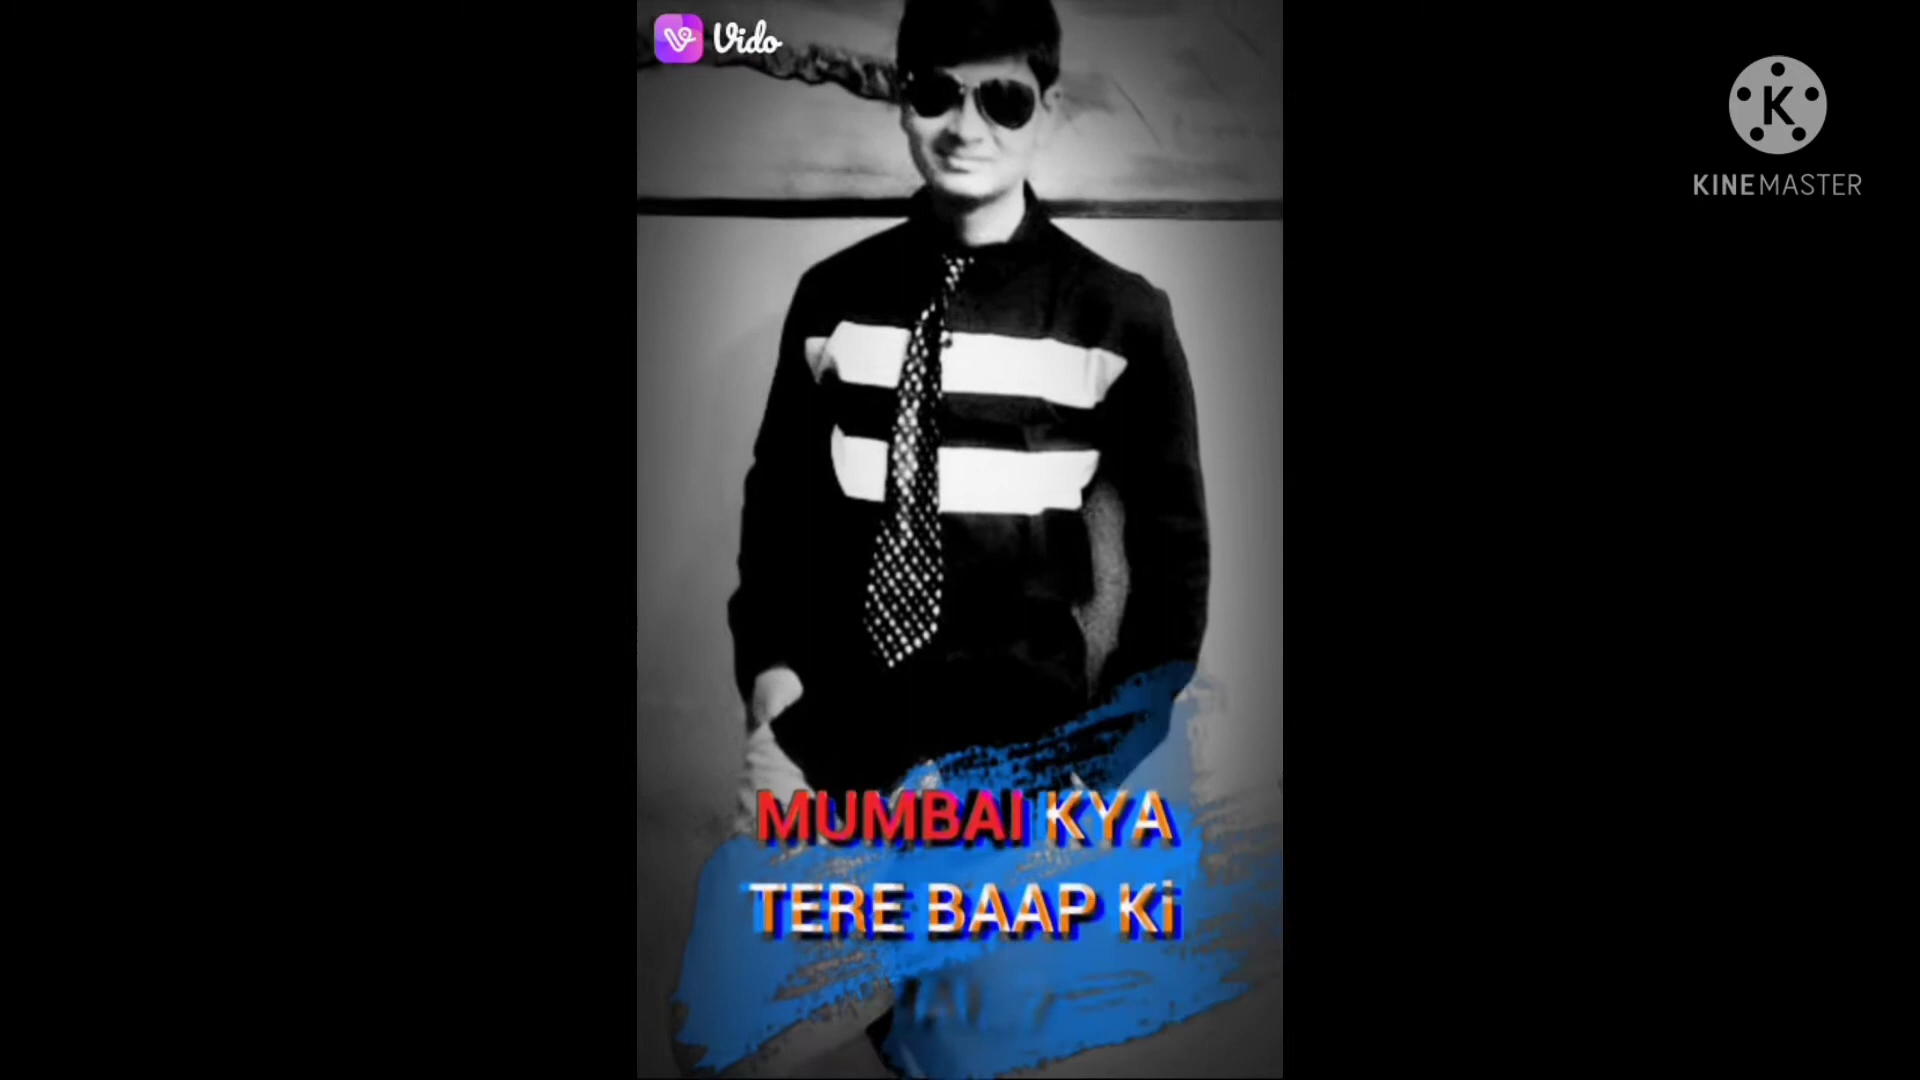 Vido
K
KINEMASTER
MUMBAI KYA
TERE BAAP Ki